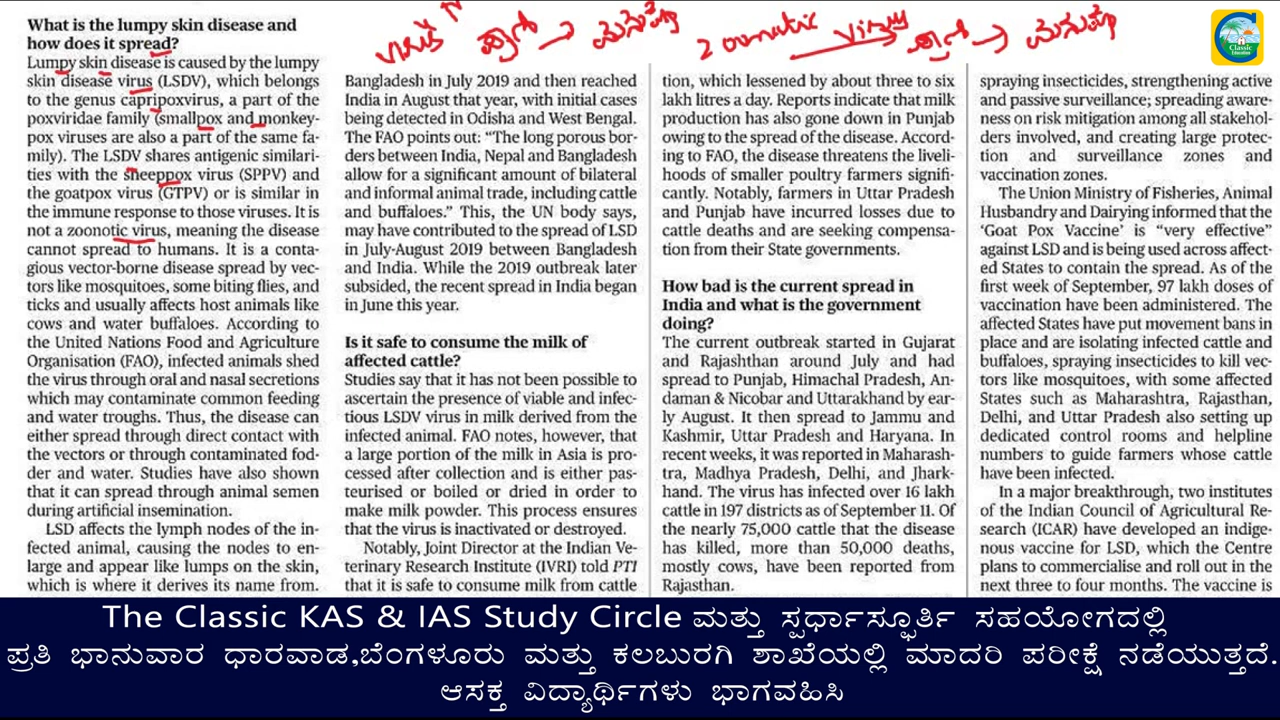 What is the lumpy skin disease and
how does it spread?
Lumpy skin disease is caused by the lumpy
skin disease virus (LSDV), which belongs
to the genus capripoxvirus, a part of the
poxviridae family (smallpox and monkey-
pox viruses are also a part of the same fa-
mily). The LSDV shares antigenic similari-
ties with the sheeppox virus (SPPV) and
the goatpox virus (GTPV) or is similar in
the immune response to those viruses. It is
not a zoonotic virus, meaning the disease
cannot spread to humans. It is a conta-
gious vector-borne disease spread by vec-
tors like mosquitoes, some biting flies, and
ticks and usually affects host animals like
cows and water buffaloes. According to
the United Nations Food and Agriculture
Organisation (FAO), infected animals shed
the virus through oral and nasal secretions
which may contaminate common feeding
and water troughs. Thus, the disease can
either spread through direct contact with
the vectors or through contaminated fod-
der and water. Studies have also shown
that it can spread through animal semen
during artificial insemination.
LSD affects the lymph nodes of the in-
fected animal, causing the nodes to en-
large and appear like lumps on the skin,
which is where it derives its name from.
Bangladesh in July 2019 and then reached
India in August that year, with initial cases
being detected in Odisha and West Bengal.
The FAO points out: “The long porous bor-
ders between India, Nepal and Bangladesh
allow for a significant amount of bilateral
and informal animal trade, including cattle
and buffaloes.” This, the UN body says,
may have contributed to the spread of LSD
in July-August 2019 between Bangladesh
and India. While the 2019 outbreak later
subsided, the recent spread in India began
in June this year.
Is it safe to consume the milk of
affected cattle?
Studies say that it has not been possible to
ascertain the presence of viable and infec-
tious LSDV virus in milk derived from the
infected animal. FAO notes, however, that
a large portion of the milk in Asia is pro-
cessed after collection and is either pas-
teurised or boiled or dried in order to
make milk powder. This process ensures
that the virus is inactivated or destroyed.
Notably, Joint Director at the Indian Ve-
terinary Research Institute (IVRI) told PTI
that it is safe to consume milk from cattle
virus
tion, which lessened by about three to six
lakh litres a day. Reports indicate that milk
production has also gone down in Punjab
owing to the spread of the disease. Accord-
ing to FAO, the disease threatens the liveli-
hoods of smaller poultry farmers signifi-
cantly. Notably, farmers in Uttar Pradesh
and Punjab have incurred losses due to
cattle deaths and are seeking compensa-
tion from their State governments.
How bad is the current spread in
India and what is the government
doing?
The current outbreak started in Gujarat
and Rajashthan around July and had
spread to Punjab, Himachal Pradesh, An-
daman & Nicobar and Uttarakhand by ear-
ly August. It then spread to Jammu and
Kashmir, Uttar Pradesh and Haryana. In
recent weeks, it was reported in Maharash-
tra, Madhya Pradesh, Delhi, and Jhark-
hand. The virus has infected over 16 lakh
cattle in 197 districts as of September 11. Of
the nearly 75,000 cattle that the disease
has killed, more than 50,000 deaths,
mostly cows, have been reported from
Rajasthan.
spraying insecticides, strengthening active
and passive surveillance; spreading aware-
ness on risk mitigation among all stakehol-
ders involved, and creating large protec-
tion and surveillance zones and
vaccination zones.
The Union Ministry of Fisheries, Animal
Husbandry and Dairying informed that the
‘Goat Pox Vaccine’ is “very effective”
against LSD and is being used across affect-
ed States to contain the spread. As of the
first week of September, 97 lakh doses of
vaccination have been administered. The
affected States have put movement bans in
place and are isolating infected cattle and
buffaloes, spraying insecticides to kill vec-
tors like mosquitoes, with some affected
States such as Maharashtra, Rajasthan,
Delhi, and Uttar Pradesh also setting up
dedicated control rooms and helpline
numbers to guide farmers whose cattle
have been infected.
In a major breakthrough, two institutes
of the Indian Council of Agricultural Re-
search (ICAR) have developed an indige-
nous vaccine for LSD, which the Centre
plans to commercialise and roll out in the
next three to four months. The vaccine is
Classic
Education
The Classic KAS & IAS Study Circle ಮತ್ತು ಸ್ಪರ್ಧಾಸ್ಫೂರ್ತಿ ಸಹಯೋಗದಲ್ಲಿ
ಪ್ರತಿ ಭಾನುವಾರ ಧಾರವಾಡ,ಬೆಂಗಳೂರು ಮತ್ತು ಕಲಬುರಗಿ ಶಾಖೆಯಲ್ಲಿ ಮಾದರಿ ಪರೀಕ್ಷೆ ನಡೆಯುತ್ತದೆ.
ಆಸಕ್ತ ವಿದ್ಯಾರ್ಥಿಗಳು ಭಾಗವಹಿಸಿ